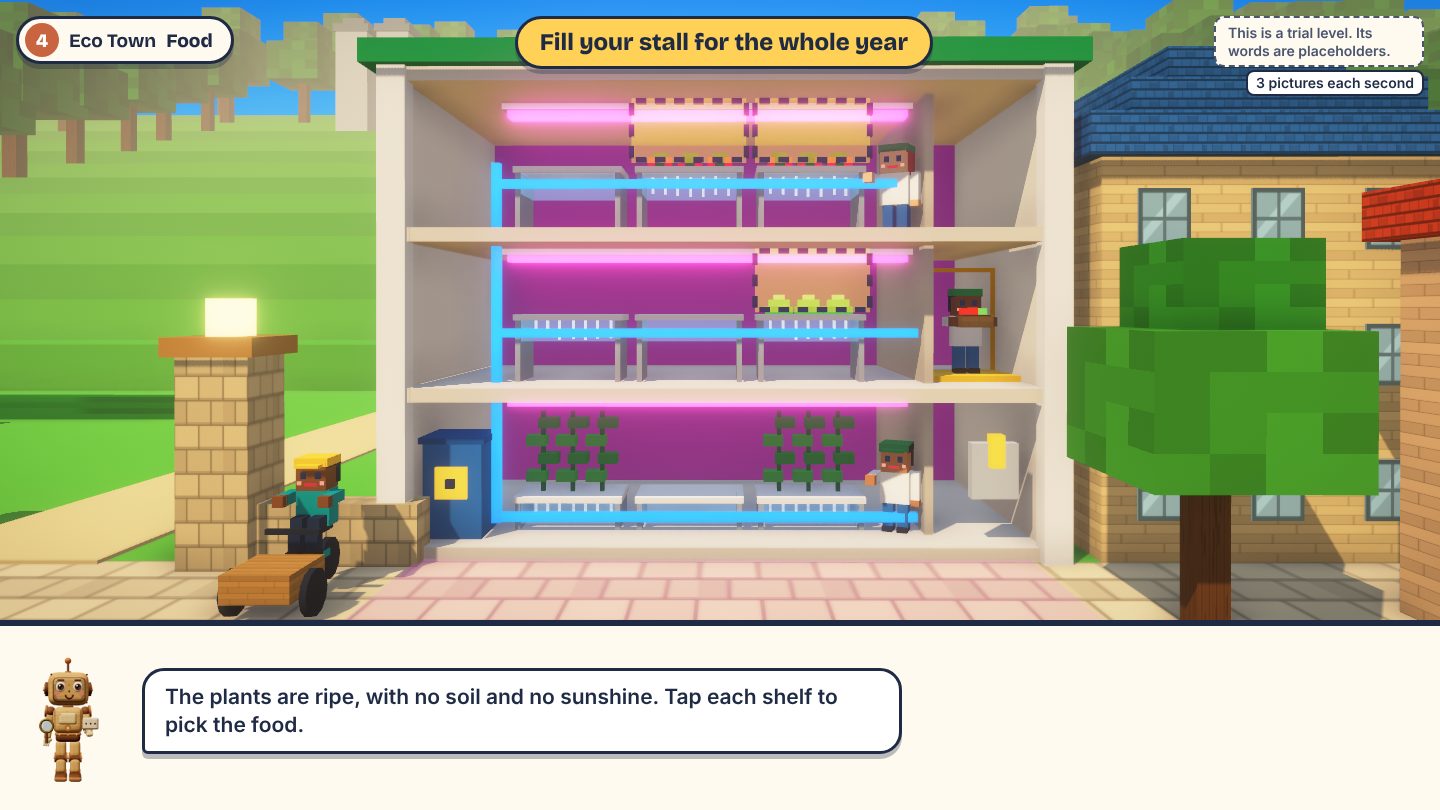 4 Eco Town Food
Fill your stall for the whole year
This is a trial level. Its
words are placeholders.
3 pictures each second
The plants are ripe, with no soil and no sunshine. Tap each shelf to
pick the food.